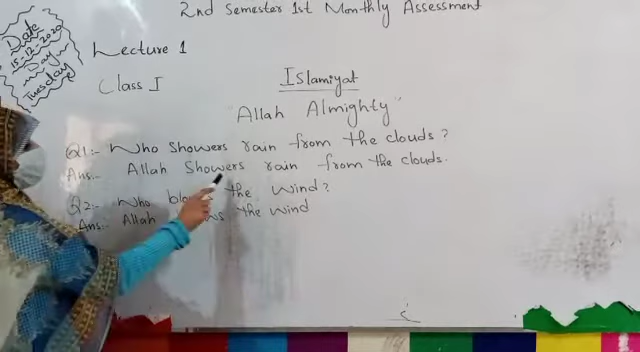 2nd Semester 1st Monthly Assessment
Date
15-12-2020
Day
Tuesday
Lecture 1
Class I
Islamiyat
"Allah Almighty"
Q1:- Who Showers rain from the clouds?
Ans:- Allah Showers rain from the clouds.
Q2:- Who the wind?
Ans:- Allah the wind